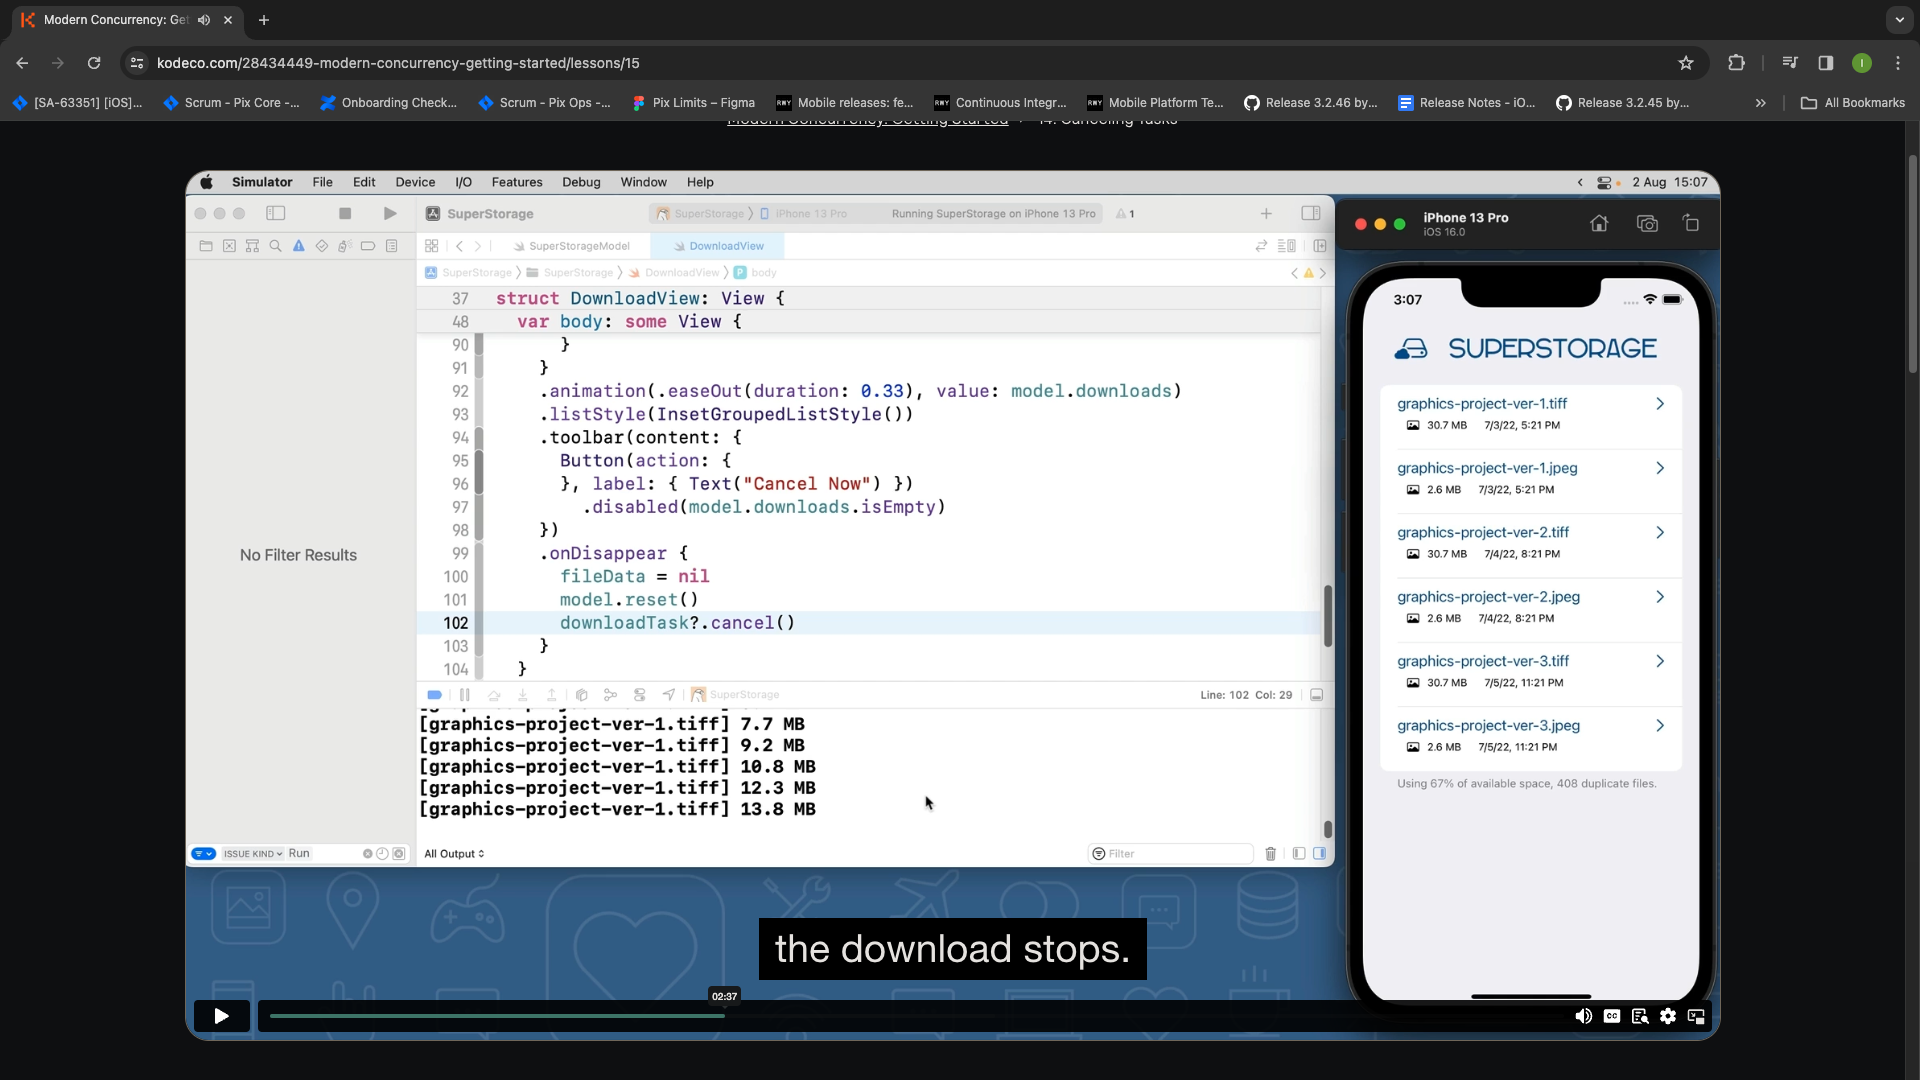 Modern Concurrency: Get
kodeco.com/28434449-modern-concurrency-getting-started/lessons/15
[SA-63351] [iOS]...
Scrum - Pix Core -...
Onboarding Check...
Scrum - Pix Ops -...
Pix Limits – Figma
RWY Mobile releases: fe...
RWY Continuous Integr...
RWY Mobile Platform Te...
Release 3.2.46 by...
Release Notes - iO...
Release 3.2.45 by...
»
All Bookmarks
Modern Concurrency: Getting Started › 14. Canceling Tasks
Simulator File Edit Device I/O Features Debug Window Help
2 Aug 15:07
SuperStorage
SuperStorage 〉 iPhone 13 Pro
Running SuperStorage on iPhone 13 Pro
1
SuperStorageModel
DownloadView
SuperStorage 〉 SuperStorage 〉 DownloadView 〉 P body
37 struct DownloadView: View {
48 var body: some View {
90 }
91 }
92 .animation(.easeOut(duration: 0.33), value: model.downloads)
93 .listStyle(InsetGroupedListStyle())
94 .toolbar(content: {
95 Button(action: {
96 }, label: { Text("Cancel Now") })
97 .disabled(model.downloads.isEmpty)
98 })
99 .onDisappear {
100 fileData = nil
101 model.reset()
102 downloadTask?.cancel()
103 }
104 }
No Filter Results
SuperStorage
Line: 102 Col: 29
[graphics-project-ver-1.tiff] 7.7 MB
[graphics-project-ver-1.tiff] 9.2 MB
[graphics-project-ver-1.tiff] 10.8 MB
[graphics-project-ver-1.tiff] 12.3 MB
[graphics-project-ver-1.tiff] 13.8 MB
ISSUE KIND Run
All Output
Filter
iPhone 13 Pro
iOS 16.0
3:07
SUPERSTORAGE
graphics-project-ver-1.tiff
30.7 MB 7/3/22, 5:21 PM
graphics-project-ver-1.jpeg
2.6 MB 7/3/22, 5:21 PM
graphics-project-ver-2.tiff
30.7 MB 7/4/22, 8:21 PM
graphics-project-ver-2.jpeg
2.6 MB 7/4/22, 8:21 PM
graphics-project-ver-3.tiff
30.7 MB 7/5/22, 11:21 PM
graphics-project-ver-3.jpeg
2.6 MB 7/5/22, 11:21 PM
Using 67% of available space, 408 duplicate files.
the download stops.
02:37
CC